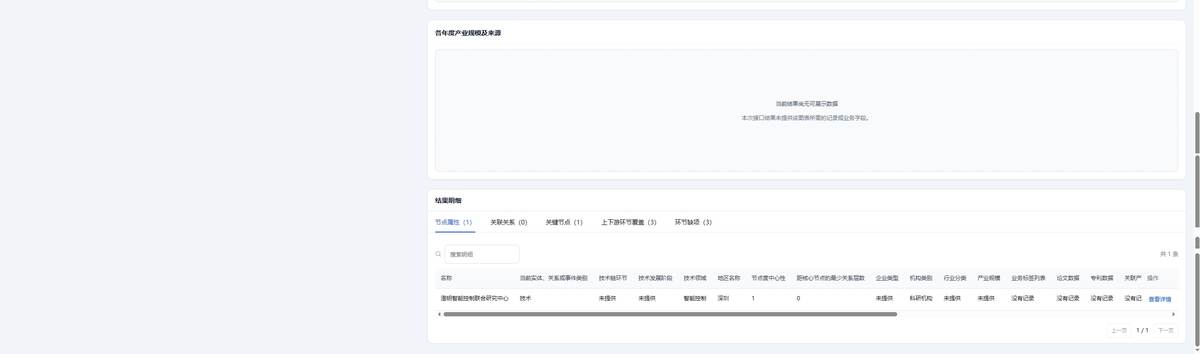 各年度产业规模及来源
当前结果尚无可展示数据
本次接口结果未提供该图表所需的记录或业务字段。
结果明细
节点属性（1） 关联关系（0） 关键节点（1） 上下游环节覆盖（3） 环节缺项（3）
搜索明细 共 1 条
名称 当前实体、关系或事件类别 技术链环节 技术发展阶段 技术领域 地区名称 节点度中心性 距核心节点的最少关系层数 企业类型 机构类别 行业分类 产业规模 业务标签列表 论文数据 专利数据 关联产 操作
智能控制联合研究中心 技术 未提供 未提供 智能控制 深圳 1 0 未提供 科研机构 未提供 未提供 没有记录 没有记录 没有记录 没有记 查看详情
上一页 1 / 1 下一页